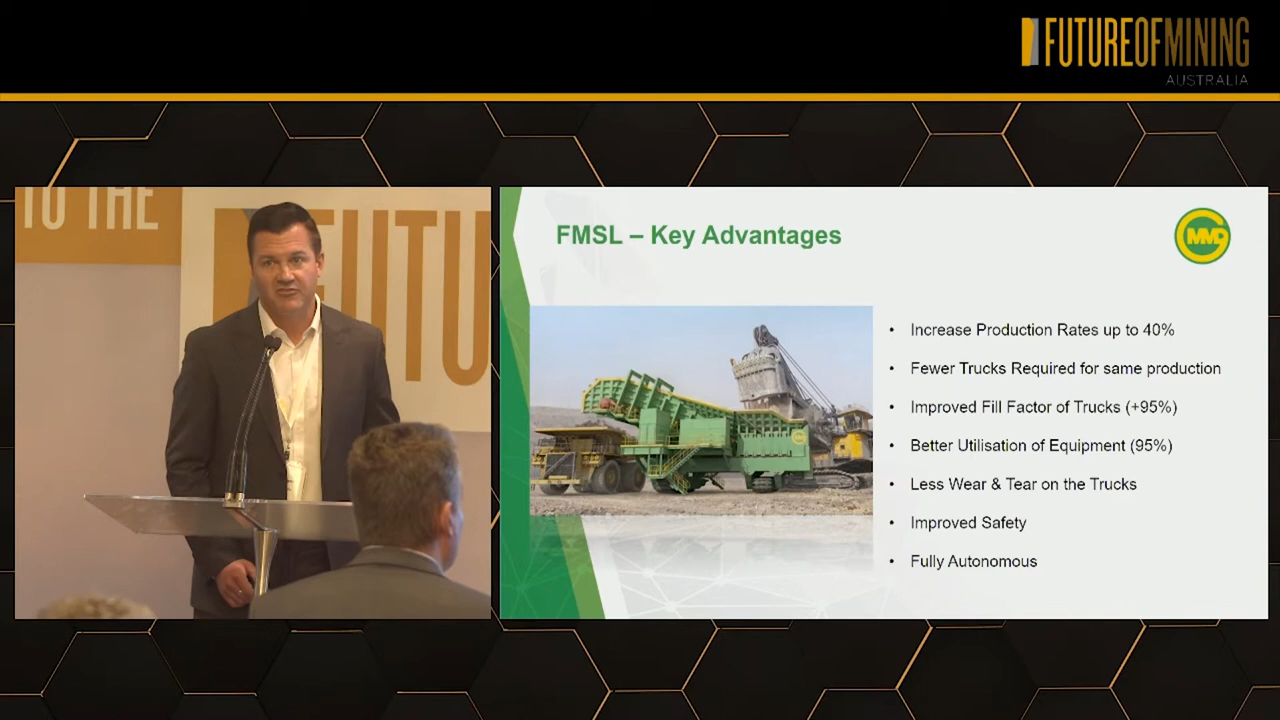 FUTUREOFMINING
AUSTRALIA
TO THE
FUTU
FMSL – Key Advantages
MMD
• Increase Production Rates up to 40%
• Fewer Trucks Required for same production
• Improved Fill Factor of Trucks (+95%)
• Better Utilisation of Equipment (95%)
• Less Wear & Tear on the Trucks
• Improved Safety
• Fully Autonomous